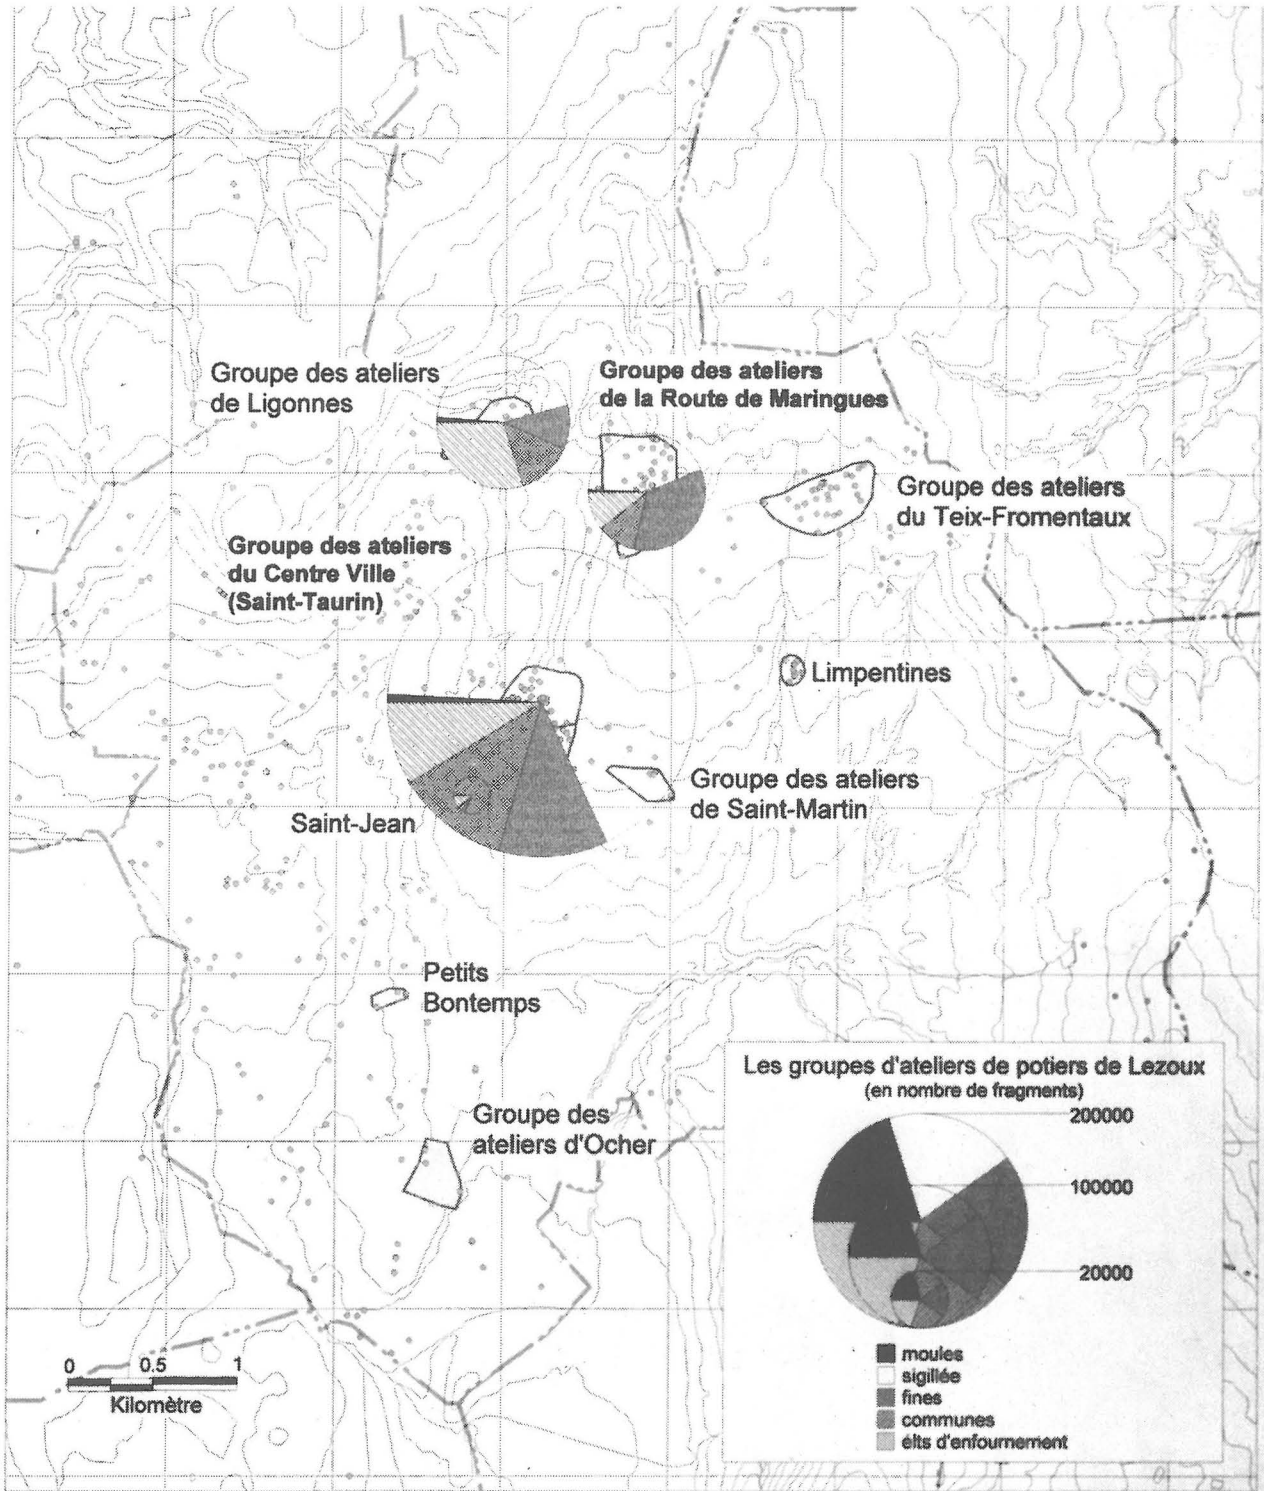 Groupe des ateliers
de Ligonnes
Groupe des ateliers
de la Route de Maringues
Groupe des ateliers
du Teix-Fromentaux
Groupe des ateliers
du Centre Ville
(Saint-Taurin)
Limpentines
Groupe des ateliers
de Saint-Martin
Saint-Jean
Petits
Bontemps
Groupe des
ateliers d'Ocher
Les groupes d'ateliers de potiers de Lezoux
(en nombre de fragments)
200000
100000
20000
moules
sigillée
fines
communes
élts d'enfournement
0 0.5 1
Kilomètre